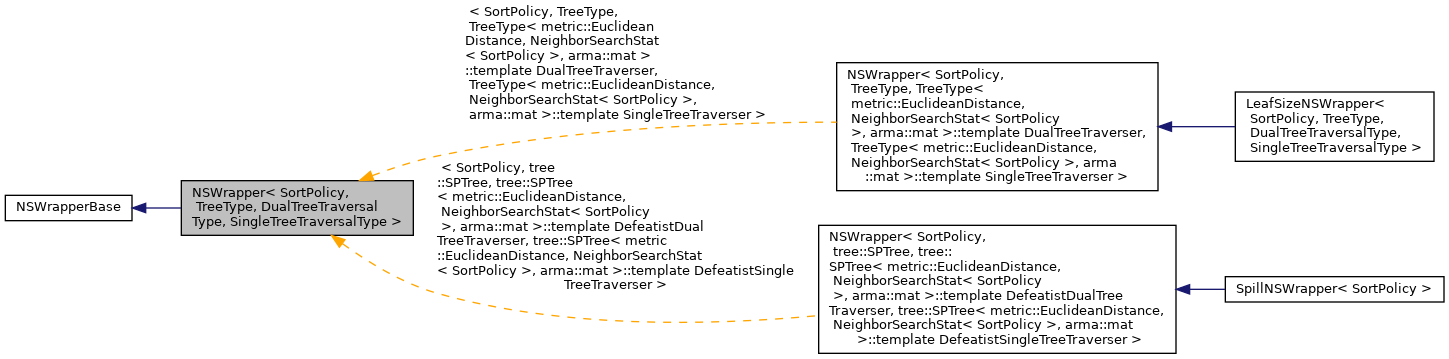 < SortPolicy, TreeType,
TreeType< metric::Euclidean
Distance, NeighborSearchStat
< SortPolicy >, arma::mat >
::template DualTreeTraverser,
TreeType< metric::EuclideanDistance,
NeighborSearchStat< SortPolicy >,
arma::mat >::template SingleTreeTraverser >
NSWrapper< SortPolicy,
TreeType, TreeType<
metric::EuclideanDistance,
NeighborSearchStat< SortPolicy
>, arma::mat >::template DualTreeTraverser,
TreeType< metric::EuclideanDistance,
NeighborSearchStat< SortPolicy >, arma
::mat >::template SingleTreeTraverser >
LeafSizeNSWrapper<
SortPolicy, TreeType,
DualTreeTraversalType,
SingleTreeTraversalType >
NSWrapperBase
NSWrapper< SortPolicy,
TreeType, DualTreeTraversal
Type, SingleTreeTraversalType >
< SortPolicy, tree
::SPTree, tree::SPTree
< metric::EuclideanDistance,
NeighborSearchStat< SortPolicy
>, arma::mat >::template DefeatistDual
TreeTraverser, tree::SPTree< metric
::EuclideanDistance, NeighborSearchStat
< SortPolicy >, arma::mat >::template DefeatistSingle
TreeTraverser >
NSWrapper< SortPolicy,
tree::SPTree, tree::
SPTree< metric::EuclideanDistance,
NeighborSearchStat< SortPolicy
>, arma::mat >::template DefeatistDualTree
Traverser, tree::SPTree< metric::EuclideanDistance,
NeighborSearchStat< SortPolicy >, arma::mat
>::template DefeatistSingleTreeTraverser >
SpillNSWrapper< SortPolicy >